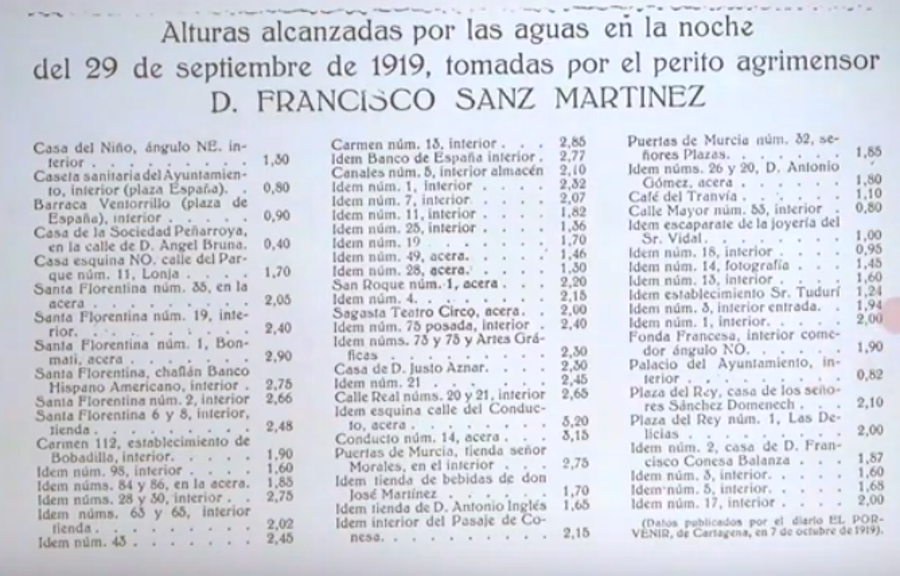 Alturas alcanzadas por las aguas en la noche
del 29 de septiembre de 1919, tomadas por el perito agrimensor
D. FRANCISCO SANZ MARTINEZ
Casa del Niño, ángulo NE. in-
terior . . . . . . . . 1,30
Caseta sanitaria del Ayuntamien-
to, interior (plaza España). . 0,80
Barraca Ventorrillo (plaza de
España), interior . . . . . 0,90
Casa de la Sociedad Peñarroya,
en la calle de D. Angel Bruna. 0,40
Casa esquina NO. calle del Par-
que núm. 11, Lonja . . . . 1,70
Santa Florentina núm. 35, en la
acera . . . . . . . . 2,05
Santa Florentina núm. 19, inte-
rior. . . . . . . . . 2,40
Santa Florentina núm. 1, Bon-
matí, acera . . . . . . 2,90
Santa Florentina, chaflán Banco
Hispano Americano, interior . 2,75
Santa Florentina núm. 2, interior 2,66
Santa Florentina 6 y 8, interior,
tienda . . . . . . . . 2,48
Carmen 112, establecimiento de
Bobadilla, interior. . . . . 1,90
Idem núm. 98, interior . . . . 1,60
Idem núms. 84 y 86, en la acera. 1,85
Idem núms. 28 y 30, interior . . 2,75
Idem núms. 63 y 65, interior
tienda . . . . . . . . 2,02
Idem núm. 43 . . . . . . . 2,45
Carmen núm. 13, interior . . . 2,85
Idem Banco de España interior . 2,77
Canales núm. 5, interior almacén 2,10
Idem núm. 1, interior . . . . 2,32
Idem núm. 7, interior . . . . 2,07
Idem núm. 11, interior . . . . 1,82
Idem núm. 23, interior . . . . 1,36
Idem núm. 19 . . . . . . 1,70
Idem núm. 49, acera. . . . . 1,46
Idem núm. 28, acera. . . . . 1,30
San Roque núm. 1, acera . . . 2,20
Idem núm. 4. . . . . . . 2,15
Sagasta Teatro Circo, acera. . . 2,00
Idem núm. 75 posada, interior . 2,40
Idem núms. 73 y 75 y Artes Grá-
ficas . . . . . . . . 2,30
Casa de D. Justo Aznar. . . . 2,30
Idem núm. 21 . . . . . . 2,45
Calle Real núms. 20 y 21, interior 2,65
Idem esquina calle del Conduc-
to, acera . . . . . . . 3,20
Conducto núm. 14, acera . . . 3,15
Puertas de Murcia, tienda señor
Morales, en el interior . . . 2,75
Idem tienda de bebidas de don
José Martínez . . . . . . 1,70
Idem tienda de D. Antonio Inglés 1,65
Idem interior del Pasaje de Co-
nesa. . . . . . . . . 2,15
Puertas de Murcia núm. 32, se-
ñores Plazas. . . . . . . 1,85
Idem núms. 26 y 20, D. Antonio
Gómez, acera . . . . . . 1,80
Café del Tranvía . . . . . . 1,10
Calle Mayor núm. 33, interior . 0,80
Idem escaparate de la joyería del
Sr. Vidal. . . . . . . . 1,00
Idem núm. 18, interior . . . . 0,95
Idem núm. 14, fotografía . . . 1,45
Idem núm. 13, interior . . . . 1,60
Idem establecimiento Sr. Tudurí 1,24
Idem núm. 3, interior entrada. . 1,94
Idem núm. 1, interior. . . . . 2,00
Fonda Francesa, interior come-
dor ángulo NO. . . . . . 1,90
Palacio del Ayuntamiento, in-
terior . . . . . . . . 0,82
Plaza del Rey, casa de los seño-
res Sánchez Domenech . . . 2,10
Plaza del Rey núm. 1, Las De-
licias . . . . . . . . 2,00
Idem núm. 2, casa de D. Fran-
cisco Conesa Balanza . . . 1,87
Idem núm. 3, interior. . . . . 1,60
Idem núm. 5, interior. . . . . 1,68
Idem núm. 17, interior . . . . 2,00
(Datos publicados por el diario EL POR-
VENIR, de Cartagena, en 7 de octubre de 1919).